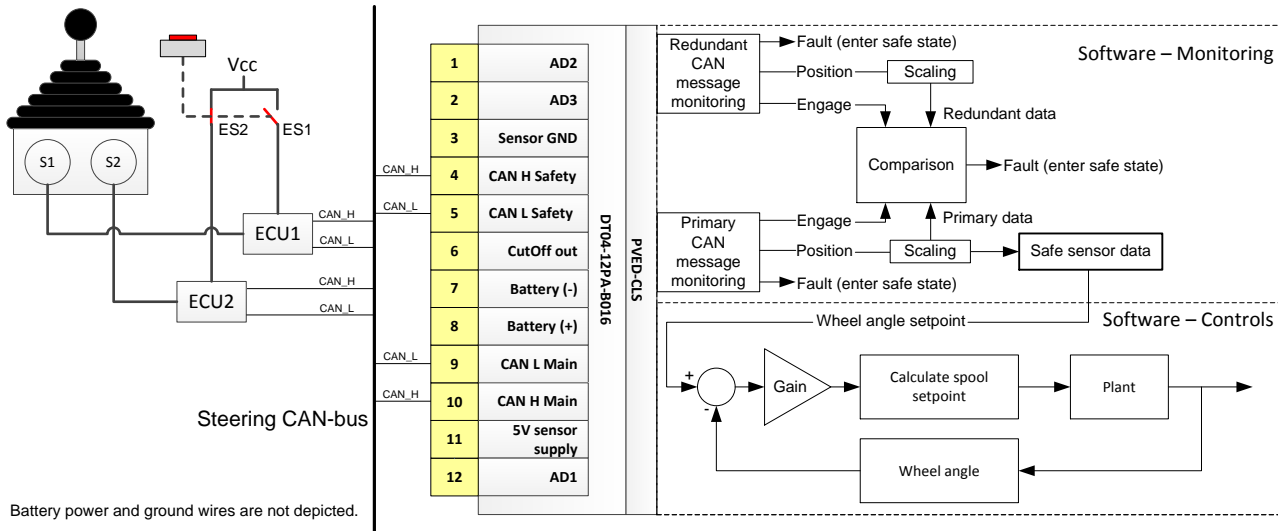 Vcc
ES2
ES1
S1
S2
ECU1
CAN_H
CAN_L
ECU2
CAN_H
CAN_L
Steering CAN-bus
Battery power and ground wires are not depicted.
CAN_H
CAN_L
CAN_L
CAN_H
1 AD2
2 AD3
3 Sensor GND
4 CAN H Safety
5 CAN L Safety
6 CutOff out
7 Battery (-)
8 Battery (+)
9 CAN L Main
10 CAN H Main
11 5V sensor
supply
12 AD1
DT04-12PA-B016
PVED-CLS
Software – Monitoring
Redundant
CAN
message
monitoring
Fault (enter safe state)
Position
Scaling
Engage
Redundant data
Comparison
Fault (enter safe state)
Primary data
Primary
CAN
message
monitoring
Engage
Position
Scaling
Safe sensor data
Fault (enter safe state)
Software – Controls
Wheel angle setpoint
+
-
Gain
Calculate spool
setpoint
Plant
Wheel angle